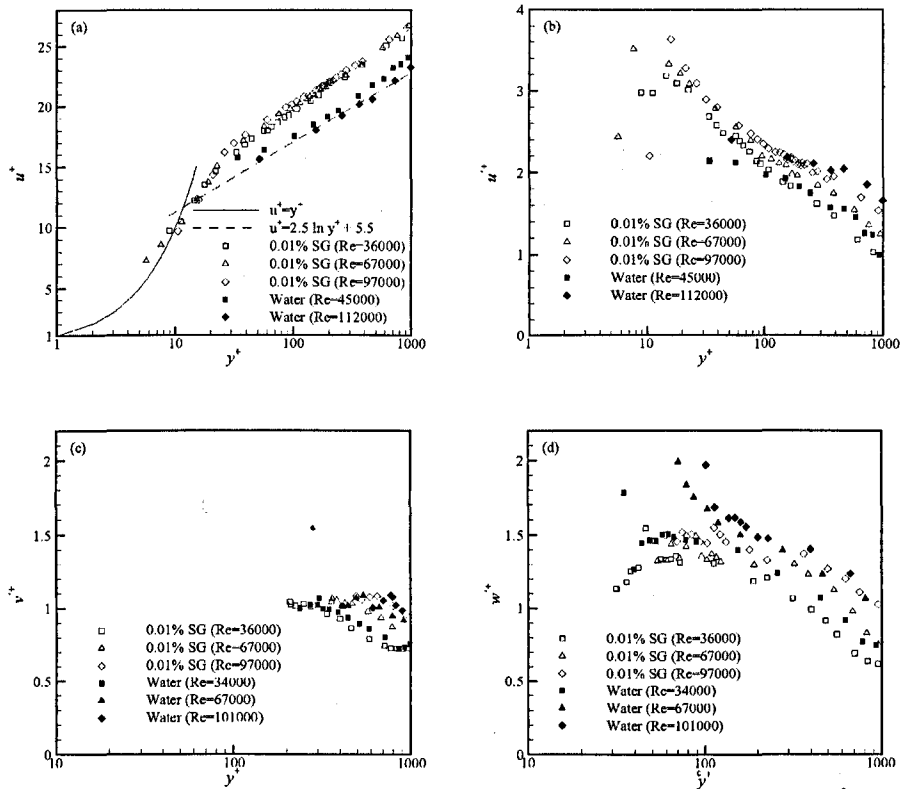 (a)
25
20
15
10
5
1
u⁺
1
10
100
1000
y⁺
u⁺=y⁺
u⁺=2.5 ln y⁺ + 5.5
0.01% SG (Re=36000)
0.01% SG (Re=67000)
0.01% SG (Re=97000)
Water (Re=45000)
Water (Re=112000)
(b)
4
3
2
1
0
u'⁺
1
10
100
1000
y⁺
0.01% SG (Re=36000)
0.01% SG (Re=67000)
0.01% SG (Re=97000)
Water (Re=45000)
Water (Re=112000)
(c)
2
1.5
1
0.5
0
v'⁺
1
10
100
1000
y⁺
0.01% SG (Re=36000)
0.01% SG (Re=67000)
0.01% SG (Re=97000)
Water (Re=34000)
Water (Re=67000)
Water (Re=101000)
(d)
2
1.5
1
0.5
0
w'⁺
1
10
100
1000
0.01% SG (Re=36000)
0.01% SG (Re=67000)
0.01% SG (Re=97000)
Water (Re=34000)
Water (Re=67000)
Water (Re=101000)